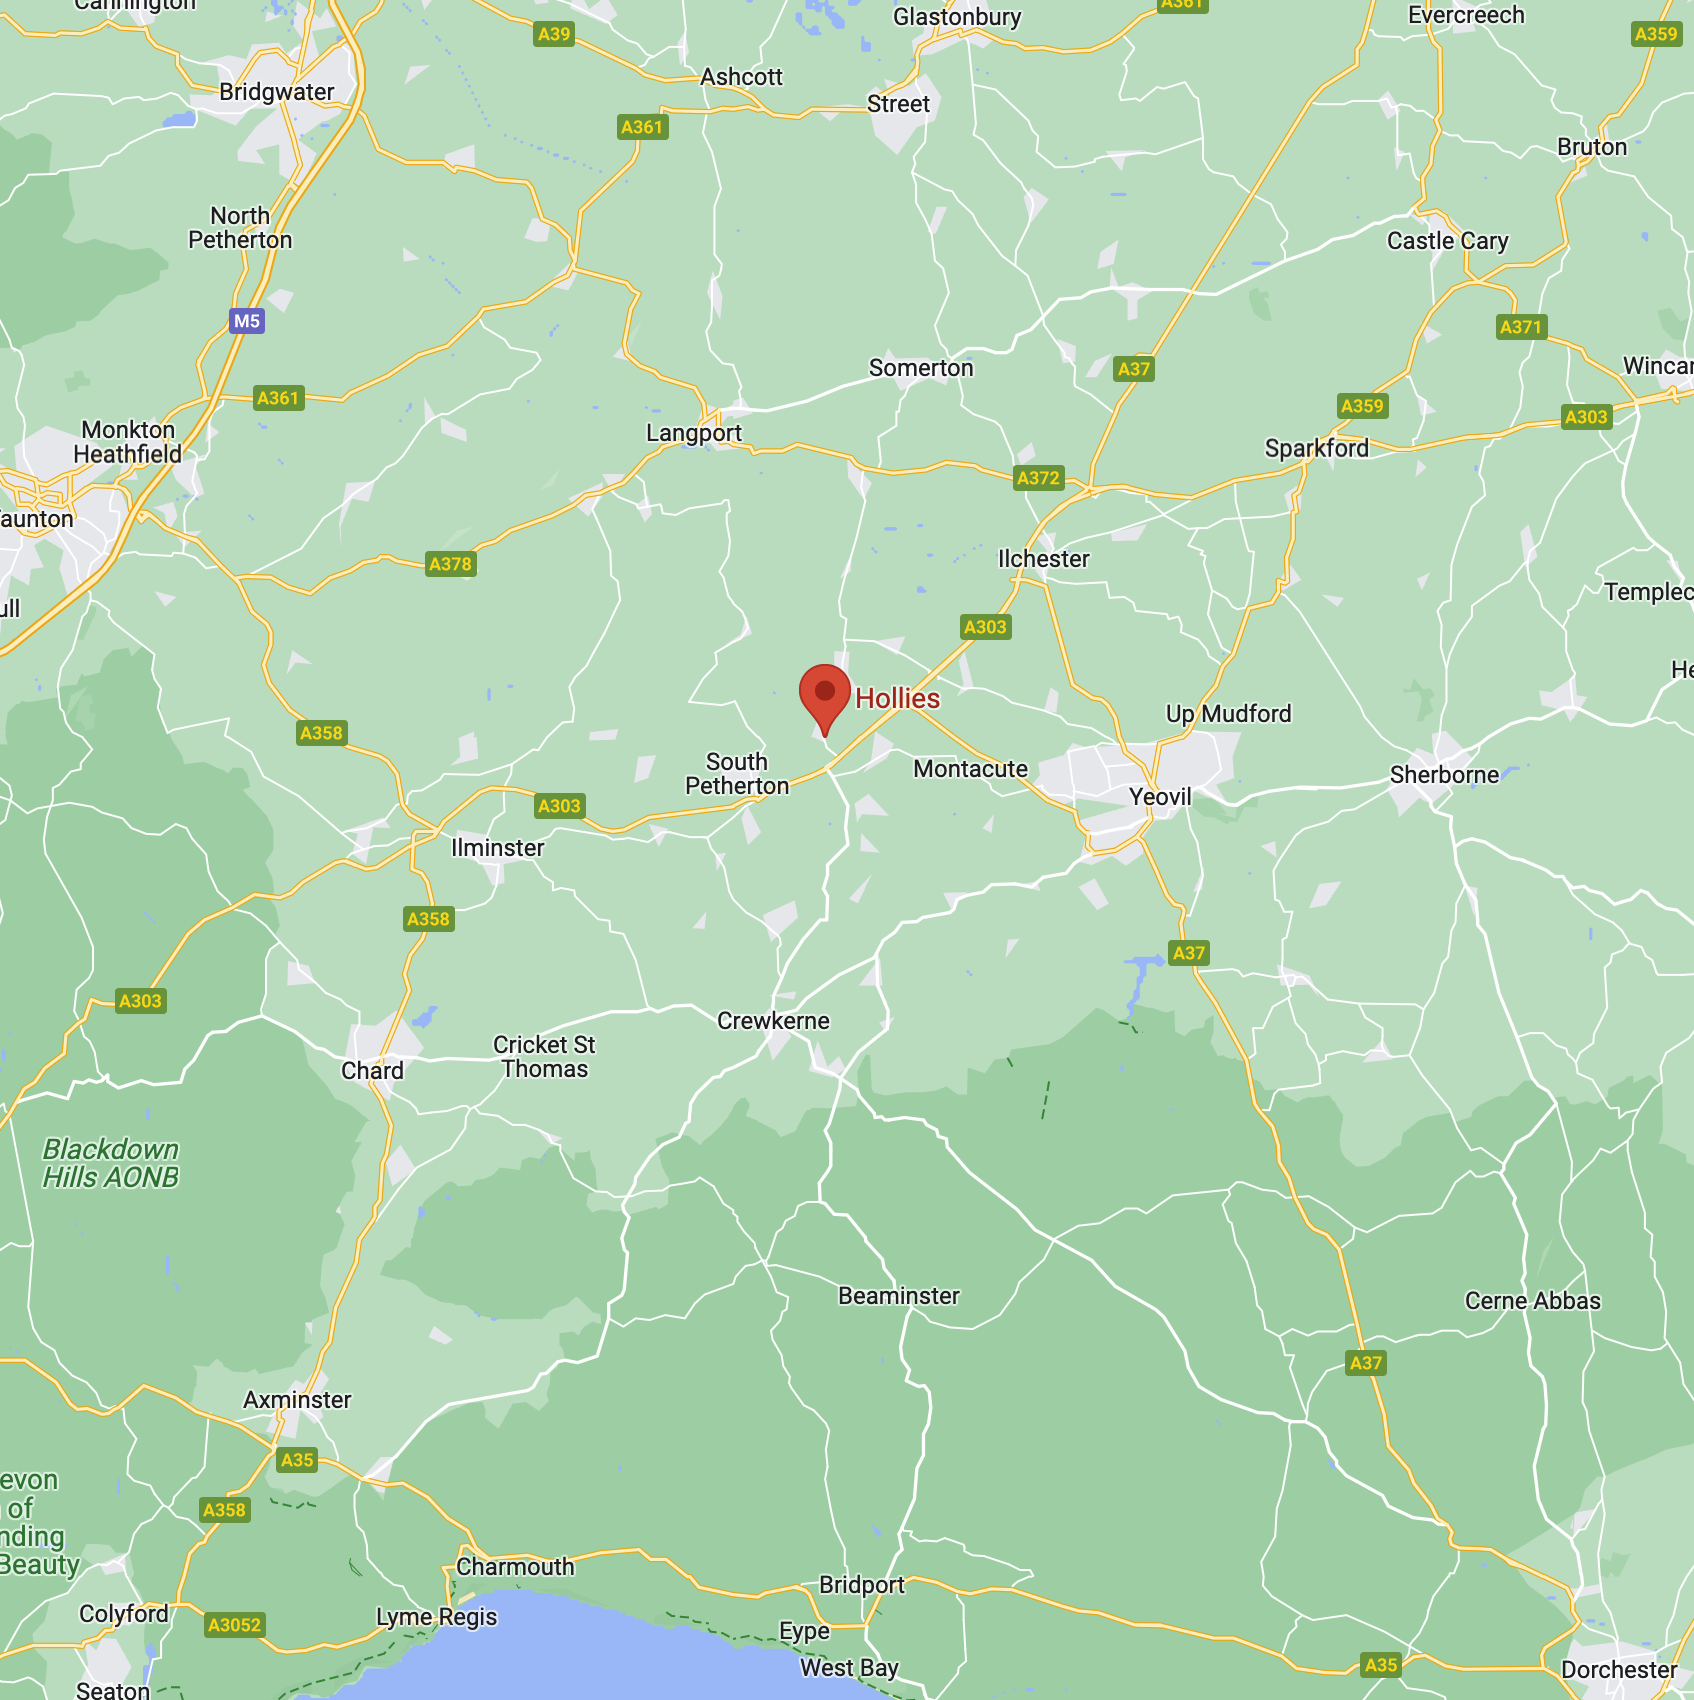 Cannington
A39
Glastonbury
A361
Evercreech
A359
Ashcott
Bridgwater
Street
A361
Bruton
North
Petherton
Castle Cary
M5
A371
Somerton
A37
Wincan
A361
A359
A303
Monkton
Heathfield
Langport
Sparkford
A372
aunton
A378
Ilchester
Templec
ull
A303
He
Hollies
Up Mudford
A358
South
Petherton
Montacute
Sherborne
Yeovil
A303
Ilminster
A358
A37
A303
Crewkerne
Cricket St
Thomas
Chard
Blackdown
Hills AONB
Beaminster
Cerne Abbas
A37
Axminster
A35
evon
of
nding
Beauty
A358
Charmouth
Bridport
Colyford
Lyme Regis
A3052
Eype
West Bay
A35
Dorchester
Seaton